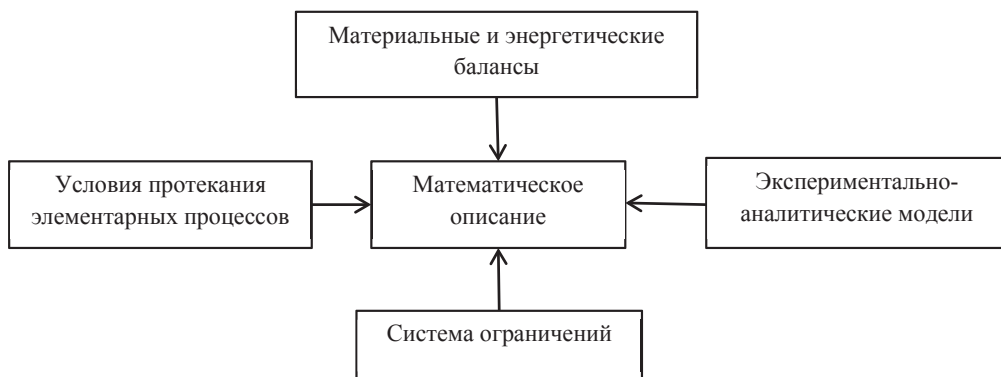 Материальные и энергетические
балансы
Условия протекания
элементарных процессов
Математическое
описание
Экспериментально-
аналитические модели
Система ограничений